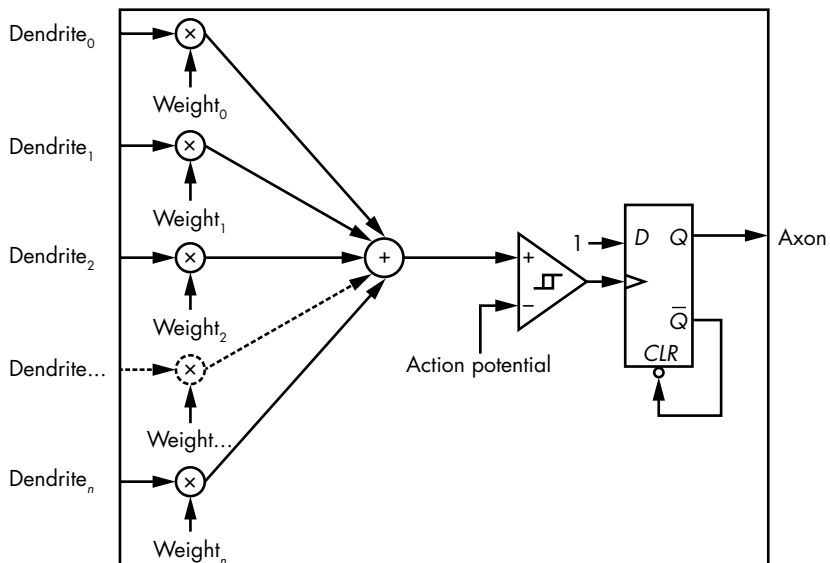 Dendrite0
×
Weight0
Dendrite1
×
Weight1
Dendrite2
×
Weight2
Dendrite...
×
Weight...
Dendriten
×
Weightn
+
+
−
Action potential
1
D
Q
Q̅
CLR
Axon